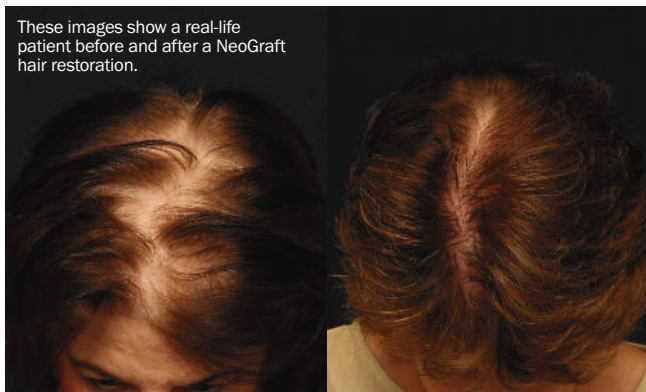 These images show a real-life
patient before and after a NeoGraft
hair restoration.